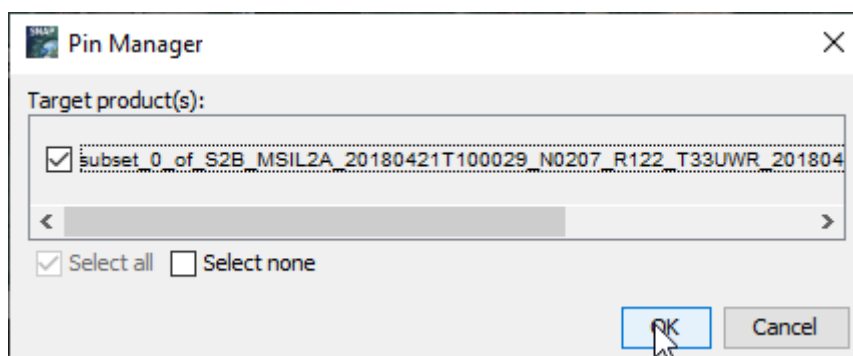 SNAP
Pin Manager
Target product(s):
subset_0_of_S2B_MSIL2A_20180421T100029_N0207_R122_T33UWR_201804
Select all Select none
OK Cancel